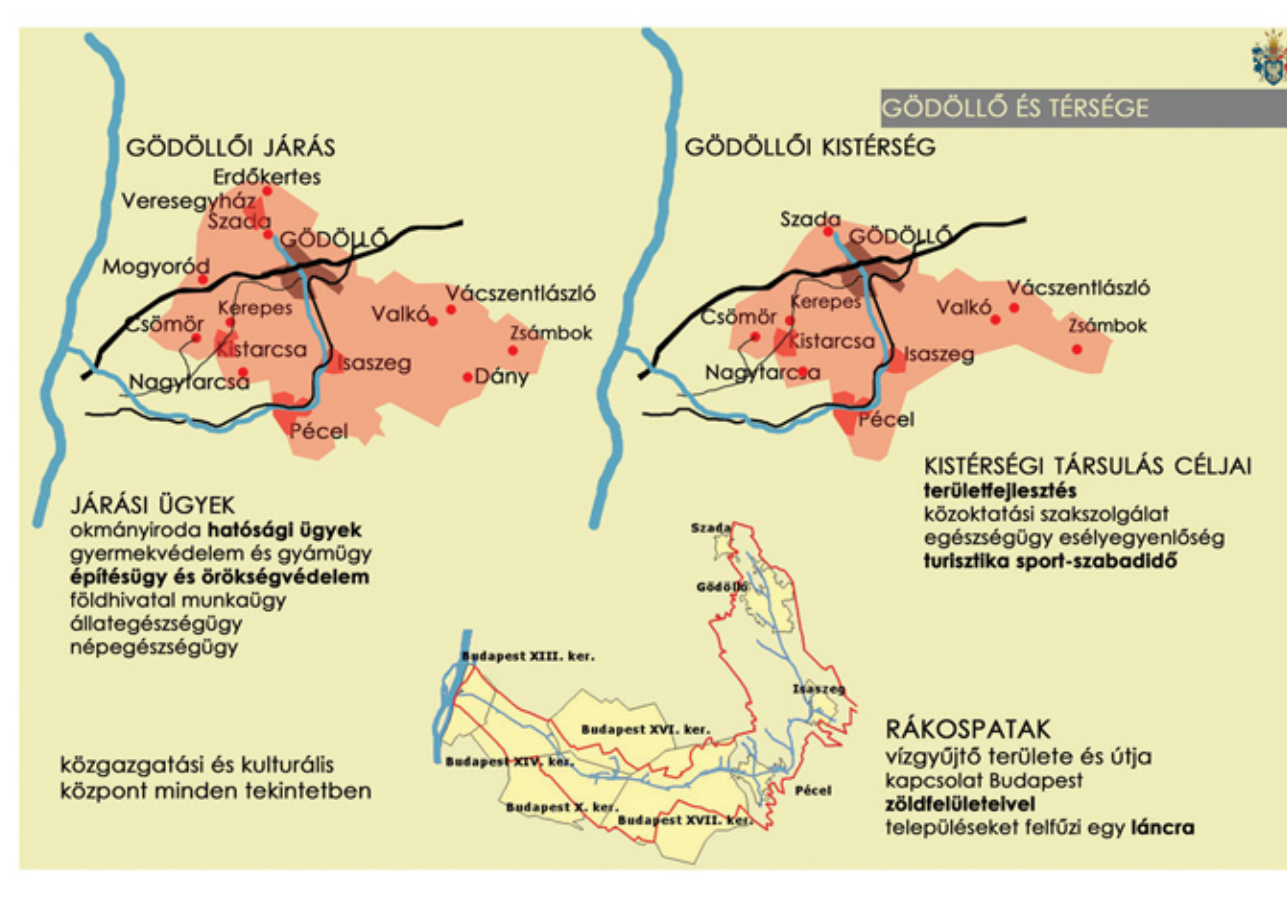 GÖDÖLLŐ ÉS TÉRSÉGE
GÖDÖLLŐI JÁRÁS
Erdőkertes
Veresegyház
Szada
GÖDÖLLŐ
Mogyoród
Vácszentlászló
Kerepes
Valkó
Csömör
Zsámbok
Kistarcsa
Isaszeg
Nagytarcsa
Dány
Pécel
GÖDÖLLŐI KISTÉRSÉG
Szada
GÖDÖLLŐ
Vácszentlászló
Kerepes
Valkó
Csömör
Zsámbok
Kistarcsa
Isaszeg
Nagytarcsa
Pécel
JÁRÁSI ÜGYEK
okmányiroda hatósági ügyek
gyermekvédelem és gyámügy
építésügy és örökségvédelem
földhivatal munkaügy
állategészségügy
népegészségügy
KISTÉRSÉGI TÁRSULÁS CÉLJAI
területfejlesztés
közoktatási szakszolgálat
egészségügy esélyegyenlőség
turisztika sport-szabadidő
Szada
Gödöllő
Isaszeg
Budapest XIII. ker.
Budapest XVI. ker.
Budapest XIV. ker.
Pécel
Budapest X. ker.
Budapest XVII. ker.
közgazgatási és kulturális
központ minden tekintetben
RÁKOSPATAK
vízgyűjtő területe és útja
kapcsolat Budapest
zöldfelületeivel
településeket felfűzi egy láncra